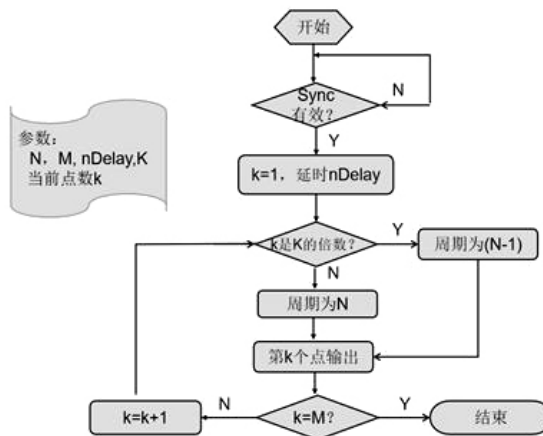 开始
Sync
有效?
N
Y
参数:
N, M, nDelay,K
当前点数k
k=1, 延时nDelay
k是K的倍数?
Y
周期为(N-1)
N
周期为N
第k个点输出
k=k+1
N
k=M?
Y
结束